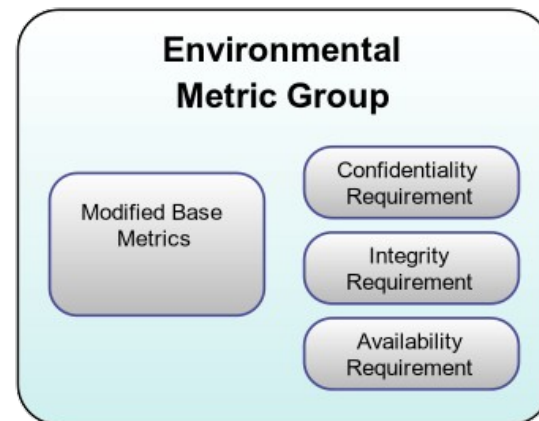 Environmental
Metric Group
Modified Base
Metrics
Confidentiality
Requirement
Integrity
Requirement
Availability
Requirement